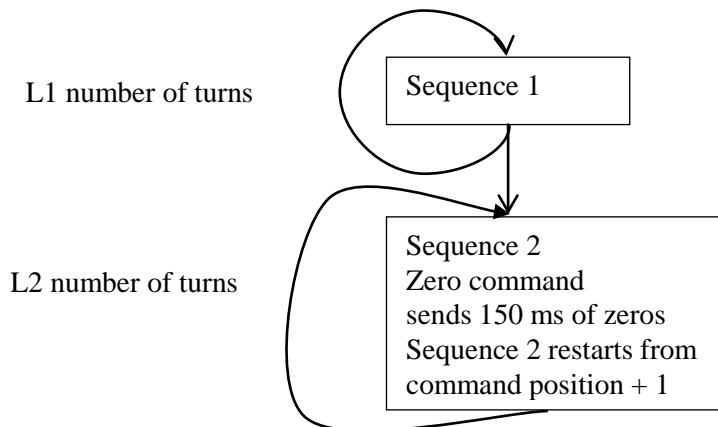 L1 number of turns
Sequence 1
L2 number of turns
Sequence 2
Zero command
sends 150 ms of zeros
Sequence 2 restarts from
command position + 1